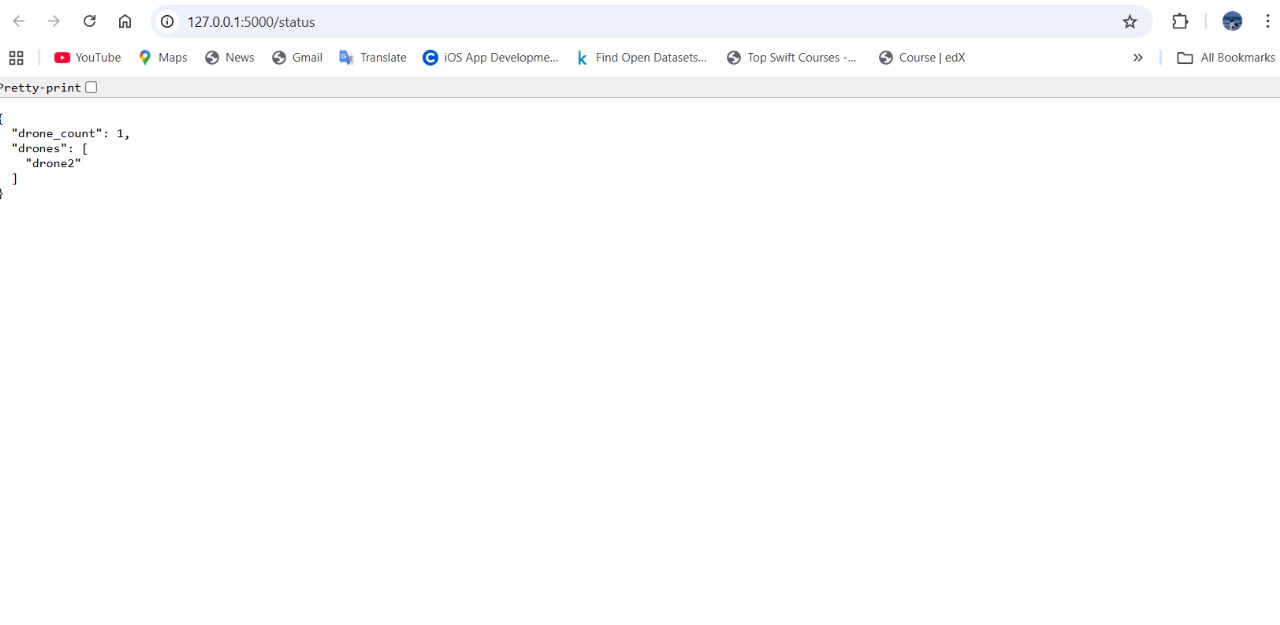 127.0.0.1:5000/status
YouTube Maps News Gmail Translate iOS App Developme... Find Open Datasets... Top Swift Courses -... Course | edX » All Bookmarks
Pretty-print
{
"drone_count": 1,
"drones": [
"drone2"
]
}